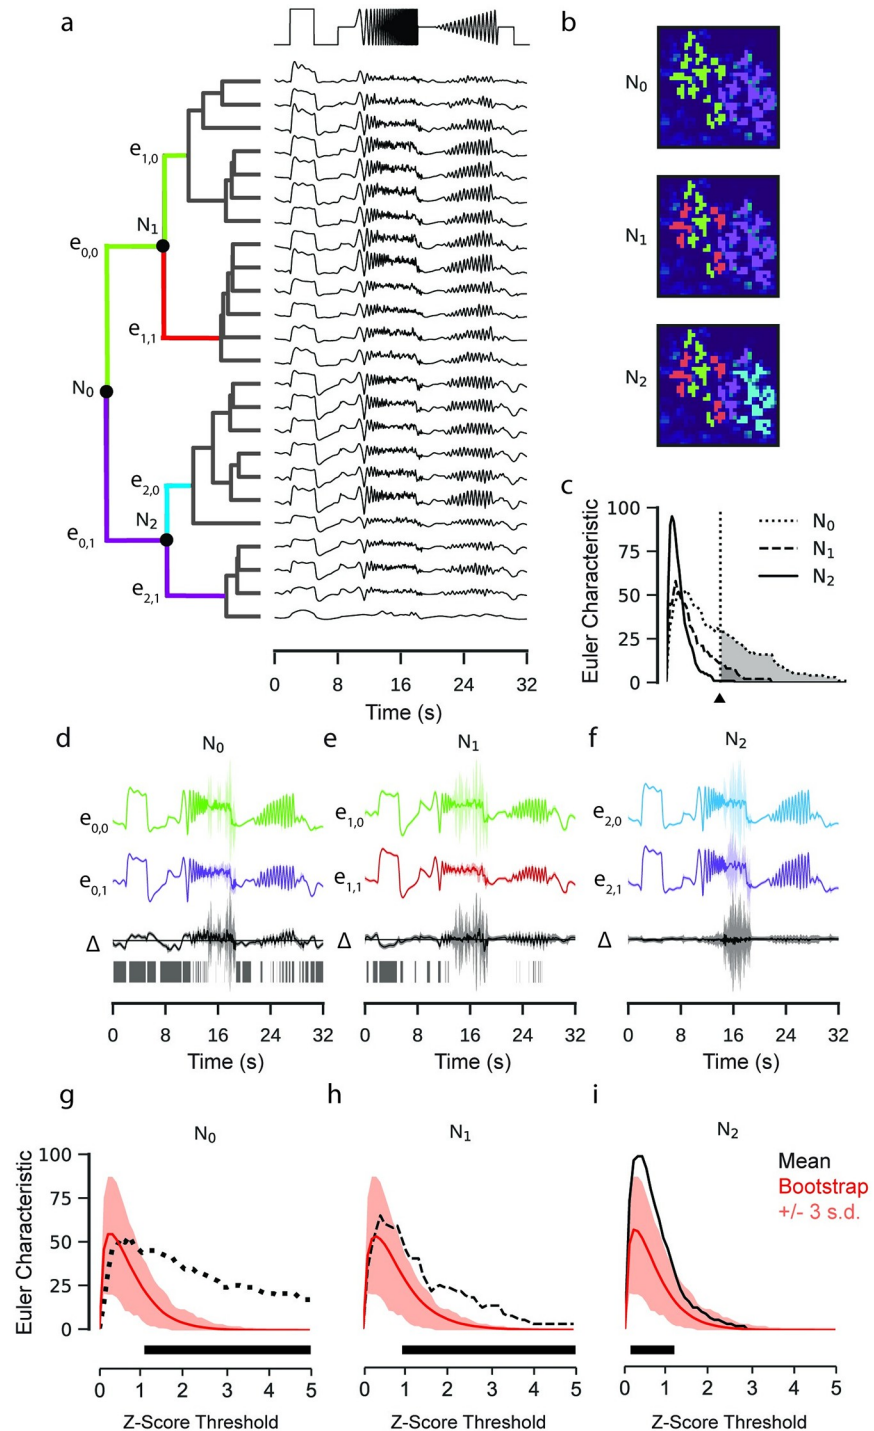 a
e1,0
N1
e0,0
e1,1
N0
e2,0
N2
e0,1
e2,1
0 8 16 24 32
Time (s)
b
N0
N1
N2
c
Euler Characteristic
100
75
50
25
0
N0
N1
N2
d
N0
e0,0
e0,1
Δ
0 8 16 24 32
Time (s)
e
N1
e1,0
e1,1
Δ
0 8 16 24 32
Time (s)
f
N2
e2,0
e2,1
Δ
0 8 16 24 32
Time (s)
g
N0
Euler Characteristic
100
75
50
25
0
0 1 2 3 4 5
Z-Score Threshold
h
N1
0 1 2 3 4 5
Z-Score Threshold
i
N2
Mean
Bootstrap
+/- 3 s.d.
0 1 2 3 4 5
Z-Score Threshold